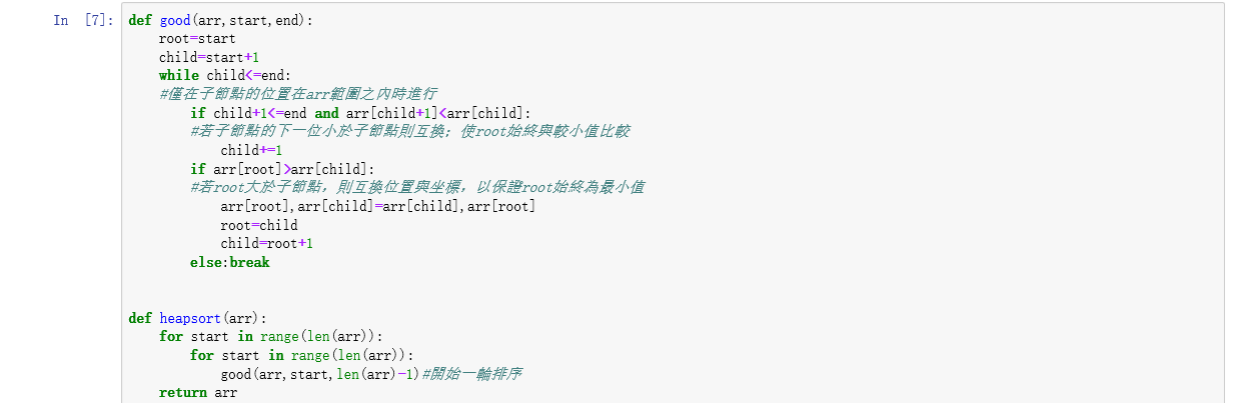 In [7]: def good(arr,start,end):
    root=start
    child=start+1
    while child<=end:
    #僅在子節點的位置在arr範圍之內時進行
        if child+1<=end and arr[child+1]<arr[child]:
        #若子節點的下一位小於子節點則互換; 使root始終與較小值比較
            child+=1
        if arr[root]>arr[child]:
        #若root大於子節點, 則互換位置與坐標, 以保證root始終為最小值
            arr[root],arr[child]=arr[child],arr[root]
            root=child
            child=root+1
        else:break
def heapsort(arr):
    for start in range(len(arr)):
        for start in range(len(arr)):
            good(arr,start,len(arr)-1)#開始一輪排序
    return arr